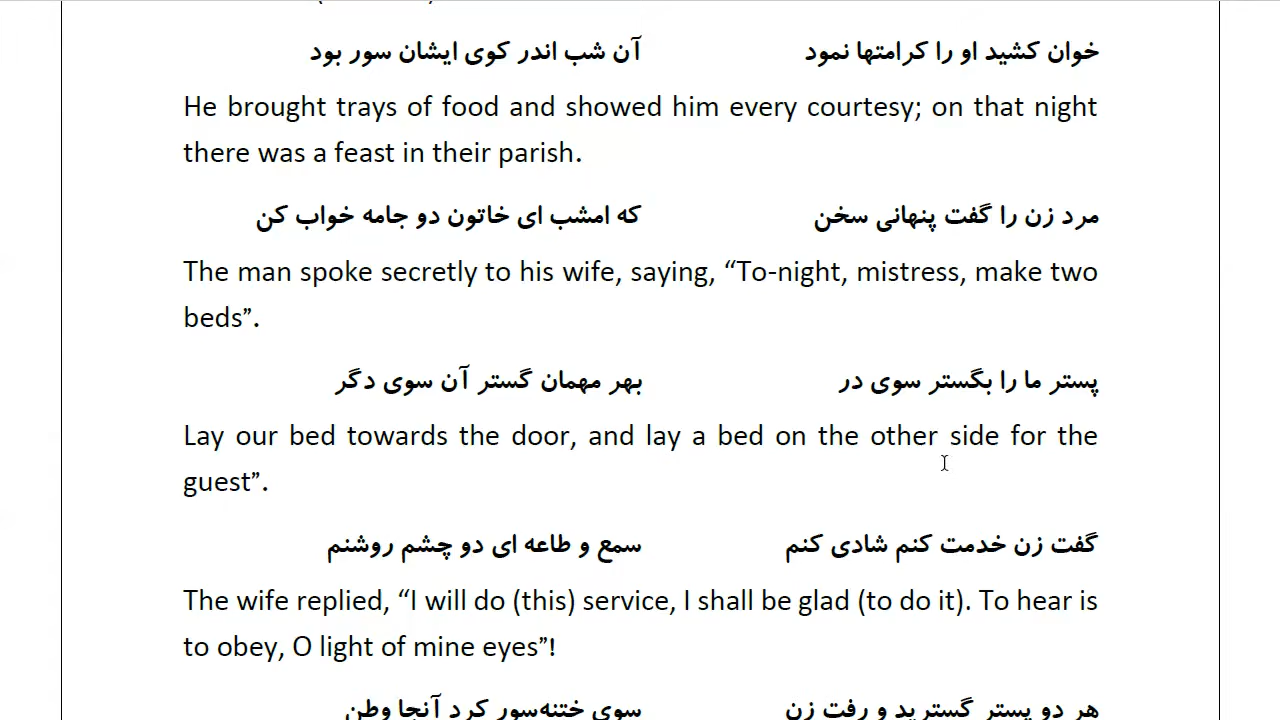 خوان کشید او را کرامتها نمود آن شب اندر کوی ایشان سور بود
He brought trays of food and showed him every courtesy; on that night
there was a feast in their parish.
مرد زن را گفت پنهانی سخن که امشب ای خاتون دو جامه خواب کن
The man spoke secretly to his wife, saying, “To-night, mistress, make two
beds”.
پستر ما را بگستر سوی در بهر مهمان گستر آن سوی دگر
Lay our bed towards the door, and lay a bed on the other side for the
guest”.
گفت زن خدمت کنم شادی کنم سمع و طاعه ای دو چشم روشنم
The wife replied, “I will do (this) service, I shall be glad (to do it). To hear is
to obey, O light of mine eyes”!
هر دو پستر گسترید و رفت زن سوی ختنه‌سور کرد آنجا وطن